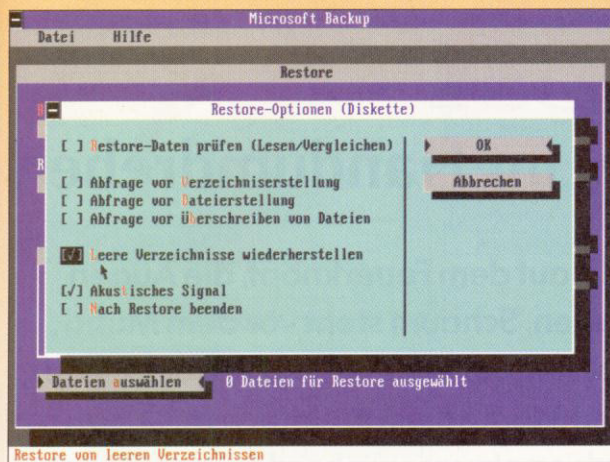 Microsoft Backup
Datei Hilfe
Restore
Restore-Optionen (Diskette)
[ ] Restore-Daten prüfen (Lesen/Vergleichen)
OK
[ ] Abfrage vor Verzeichniserstellung
Abbrechen
[ ] Abfrage vor Dateierstellung
[ ] Abfrage vor überschreiben von Dateien
[√] Leere Verzeichnisse wiederherstellen
[√] Akustisches Signal
[ ] Nach Restore beenden
Dateien auswählen 0 Dateien für Restore ausgewählt
Restore von leeren Verzeichnissen